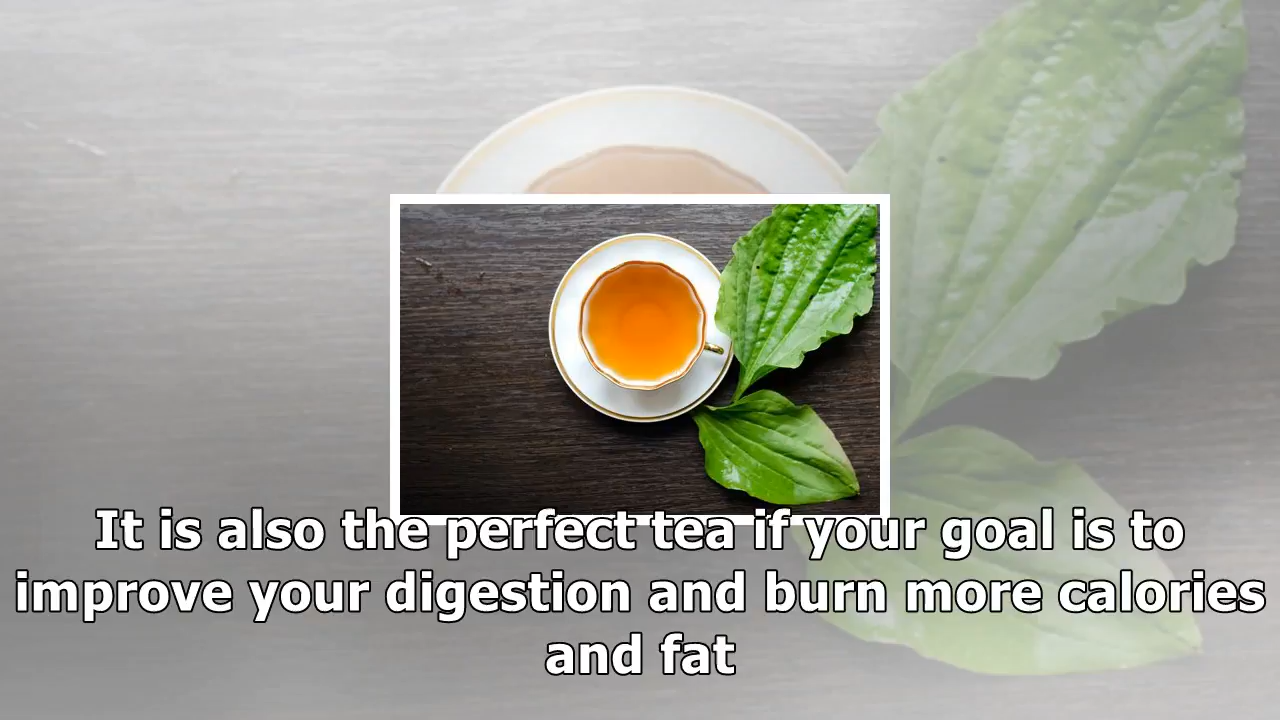 It is also the perfect tea if your goal is to
improve your digestion and burn more calories
and fat